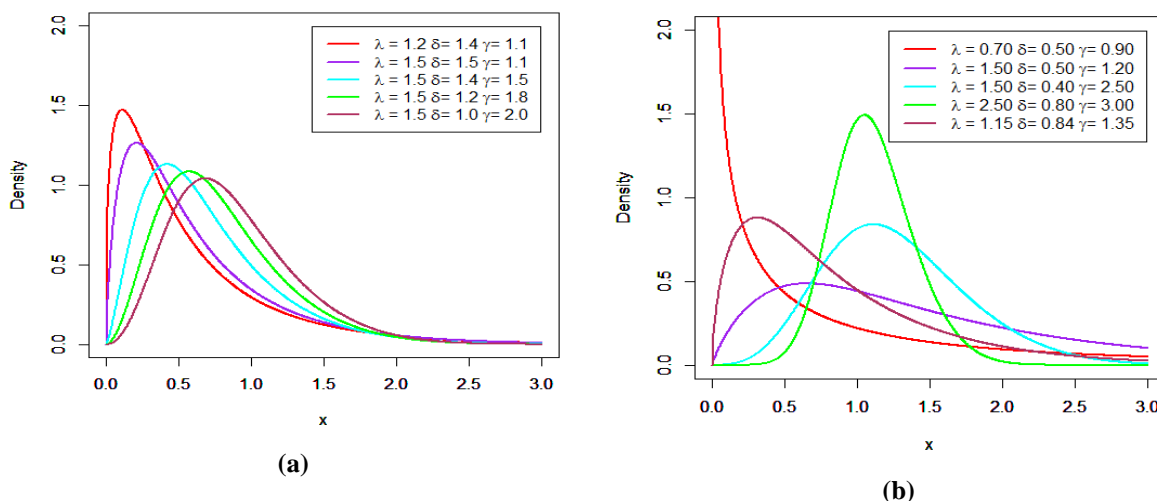 2.0
1.5
1.0
0.5
0.0
Density
λ = 1.2 δ= 1.4 γ= 1.1
λ = 1.5 δ= 1.5 γ= 1.1
λ = 1.5 δ= 1.4 γ= 1.5
λ = 1.5 δ= 1.2 γ= 1.8
λ = 1.5 δ= 1.0 γ= 2.0
0.0 0.5 1.0 1.5 2.0 2.5 3.0
x
(a)
2.0
1.5
1.0
0.5
0.0
Density
λ = 0.70 δ= 0.50 γ= 0.90
λ = 1.50 δ= 0.50 γ= 1.20
λ = 1.50 δ= 0.40 γ= 2.50
λ = 2.50 δ= 0.80 γ= 3.00
λ = 1.15 δ= 0.84 γ= 1.35
0.0 0.5 1.0 1.5 2.0 2.5 3.0
x
(b)